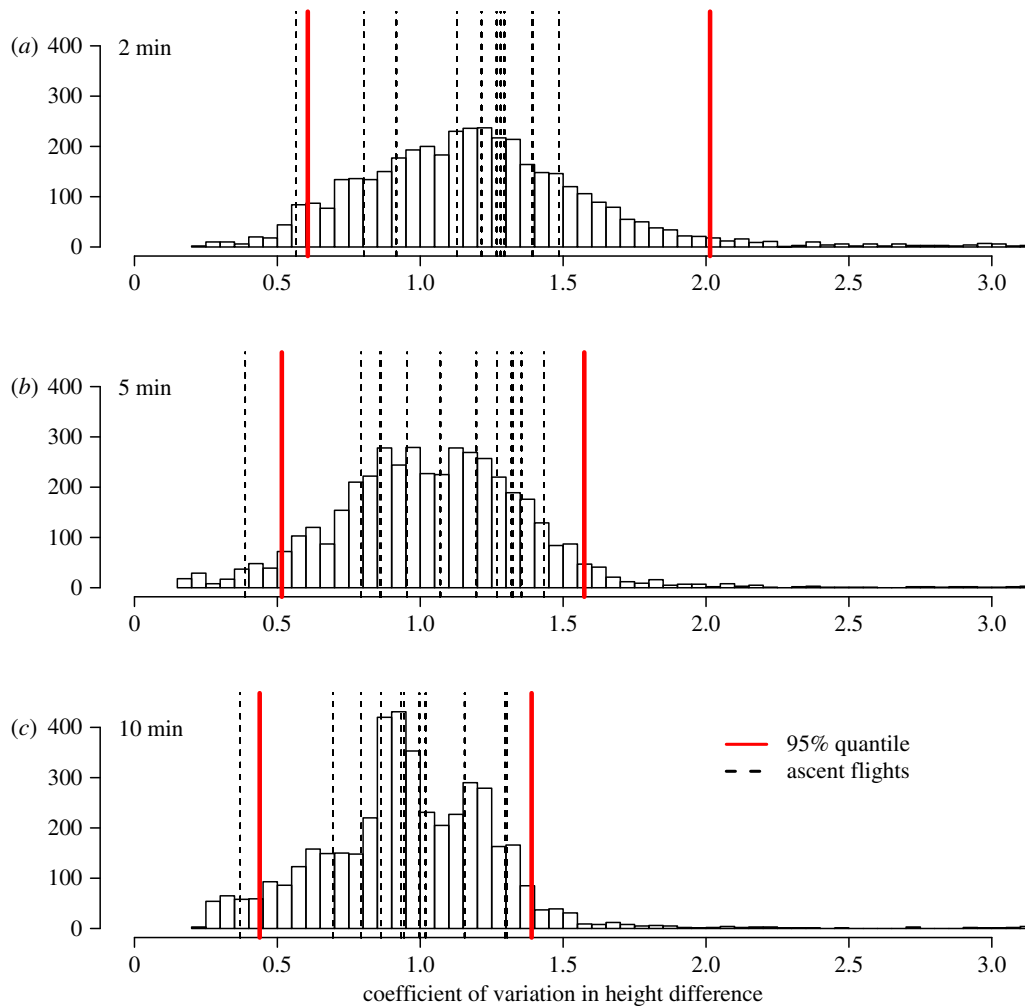 (a) 2 min
400
300
200
100
0
0 0.5 1.0 1.5 2.0 2.5 3.0
(b) 5 min
400
300
200
100
0
0 0.5 1.0 1.5 2.0 2.5 3.0
(c) 10 min
400
300
200
100
0
95% quantile
ascent flights
0 0.5 1.0 1.5 2.0 2.5 3.0
coefficient of variation in height difference